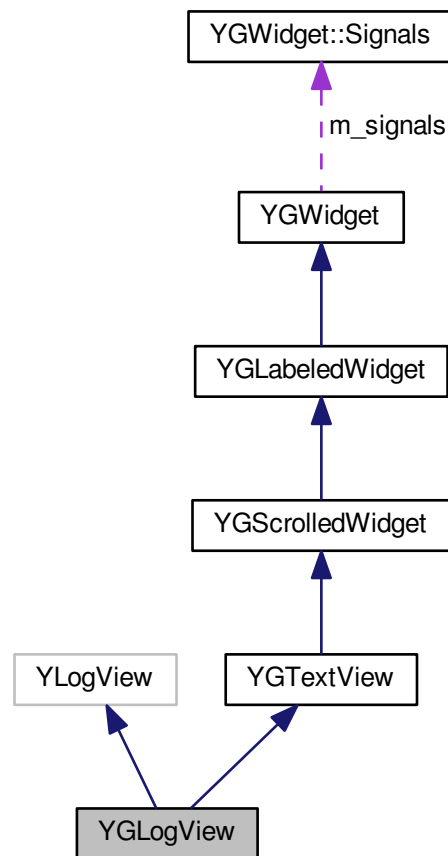 YGWidget::Signals
m_signals
YGWidget
YGLabeledWidget
YGScrolledWidget
YLogView
YGTextView
YGLogView